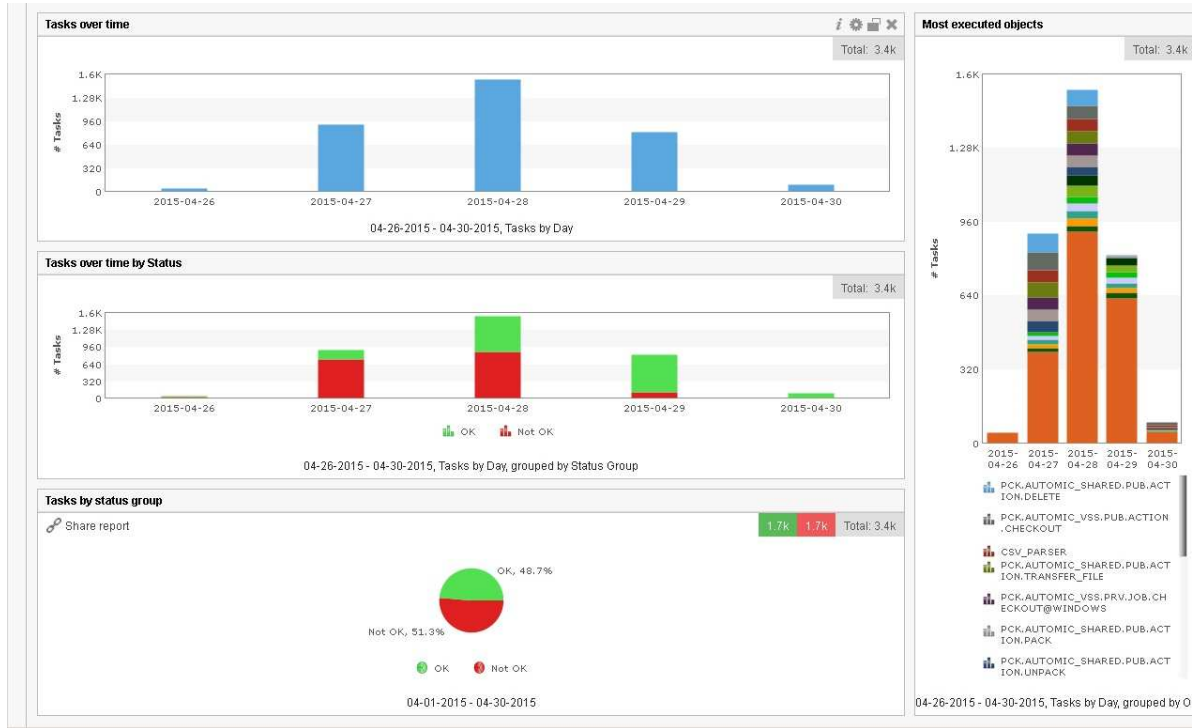 Tasks over time
Total: 3.4k
1.6K
1.28K
960
640
320
0
# Tasks
2015-04-26
2015-04-27
2015-04-28
2015-04-29
2015-04-30
04-26-2015 - 04-30-2015, Tasks by Day
Tasks over time by Status
Total: 3.4k
1.6K
1.28K
960
640
320
0
# Tasks
2015-04-26
2015-04-27
2015-04-28
2015-04-29
2015-04-30
OK
Not OK
04-26-2015 - 04-30-2015, Tasks by Day, grouped by Status Group
Tasks by status group
Share report
1.7k
1.7k
Total: 3.4k
OK, 48.7%
Not OK, 51.3%
OK
Not OK
04-01-2015 - 04-30-2015
Most executed objects
Total: 3.4k
1.6K
1.28K
960
640
320
0
# Tasks
2015-
04-26
2015-
04-27
2015-
04-28
2015-
04-29
2015-
04-30
PCK.AUTOMIC_SHARED.PUB.ACT
ION.DELETE
PCK.AUTOMIC_VSS.PUB.ACTION
.CHECKOUT
CSV_PARSER
PCK.AUTOMIC_SHARED.PUB.ACT
ION.TRANSFER_FILE
PCK.AUTOMIC_VSS.PRV.JOB.CH
ECKOUT@WINDOWS
PCK.AUTOMIC_SHARED.PUB.ACT
ION.PACK
PCK.AUTOMIC_SHARED.PUB.ACT
ION.UNPACK
04-26-2015 - 04-30-2015, Tasks by Day, grouped by O